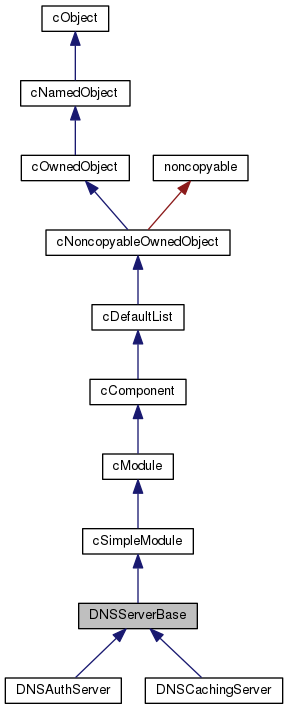 cObject
cNamedObject
cOwnedObject
noncopyable
cNoncopyableOwnedObject
cDefaultList
cComponent
cModule
cSimpleModule
DNSServerBase
DNSAuthServer
DNSCachingServer